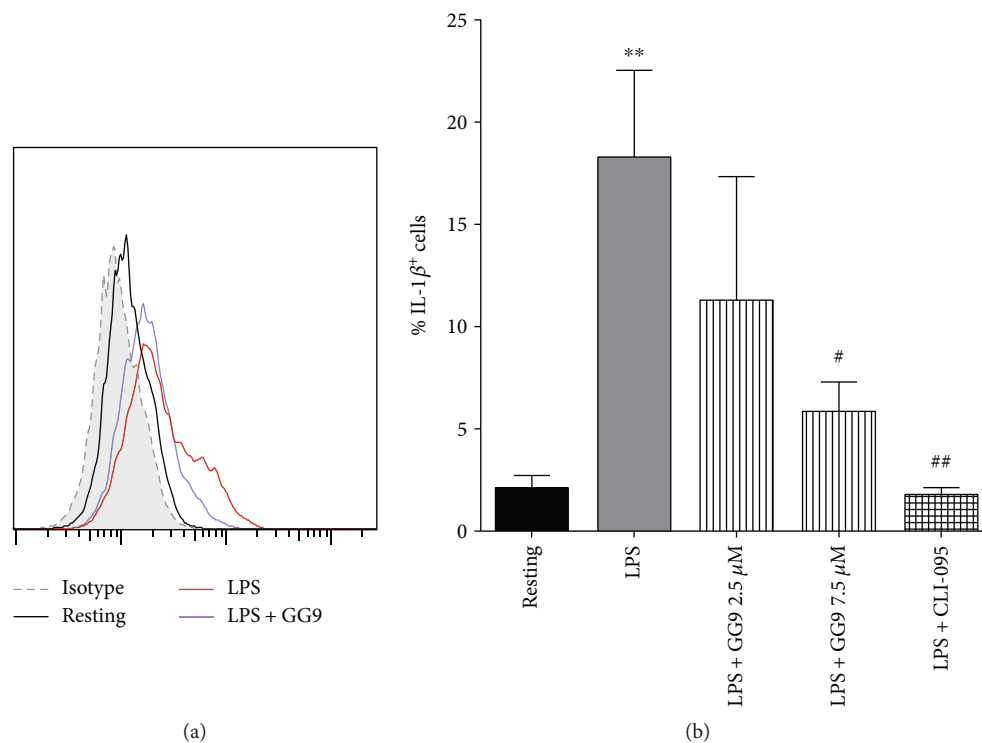 Isotype
Resting
LPS
LPS + GG9
(a)
% IL-1β⁺ cells
25
20
15
10
5
0
**
#
##
Resting
LPS
LPS + GG9 2.5 μM
LPS + GG9 7.5 μM
LPS + CLI-095
(b)